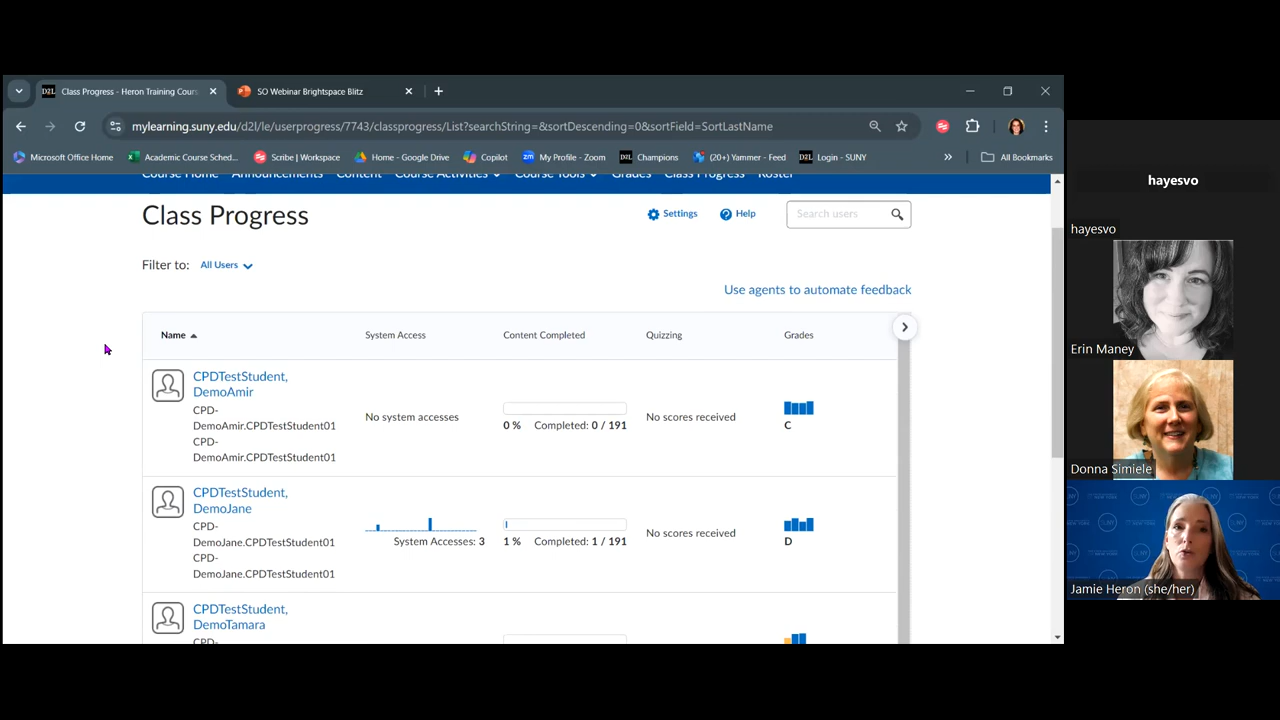 Class Progress - Heron Training Cour
SO Webinar Brightspace Blitz
mylearning.suny.edu/d2l/le/userprogress/7743/classprogress/List?searchString=&sortDescending=0&sortField=SortLastName
Microsoft Office Home
Academic Course Sched...
Scribe | Workspace
Home - Google Drive
Copilot
My Profile - Zoom
D2L Champions
(20+) Yammer - Feed
D2L Login - SUNY
All Bookmarks
Course Home Announcements Content Course Activities Course Tools Grades Class Progress Roster
Class Progress
Settings
Help
Search users
Filter to: All Users
Use agents to automate feedback
Name System Access Content Completed Quizzing Grades
CPDTestStudent,
DemoAmir
CPD-
DemoAmir.CPDTestStudent01
CPD-
DemoAmir.CPDTestStudent01
No system accesses
0 % Completed: 0 / 191
No scores received
C
CPDTestStudent,
DemoJane
CPD-
DemoJane.CPDTestStudent01
CPD-
DemoJane.CPDTestStudent01
System Accesses: 3
1 % Completed: 1 / 191
No scores received
D
CPDTestStudent,
DemoTamara
CPD-
hayesvo
hayesvo
Erin Maney
Donna Simiele
Jamie Heron (she/her)